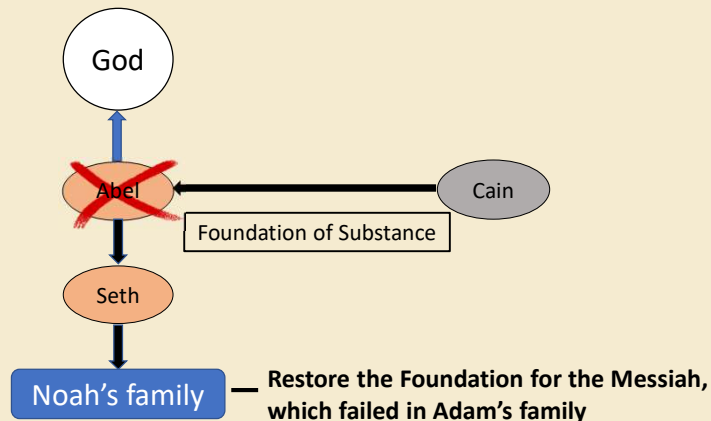 God
Abel
Cain
Foundation of Substance
Seth
Noah's family
Restore the Foundation for the Messiah,
which failed in Adam's family